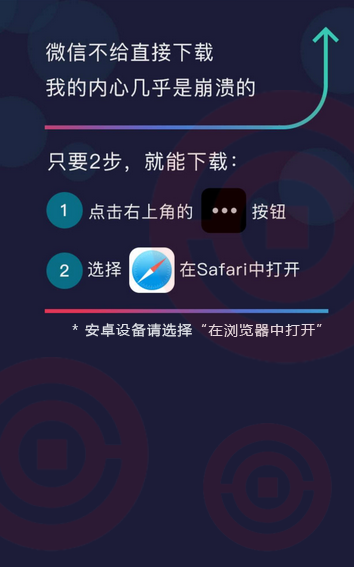 微信不给直接下载
我的内心几乎是崩溃的
只要2步，就能下载：
1 点击右上角的 ••• 按钮
2 选择 在Safari中打开
* 安卓设备请选择“在浏览器中打开”